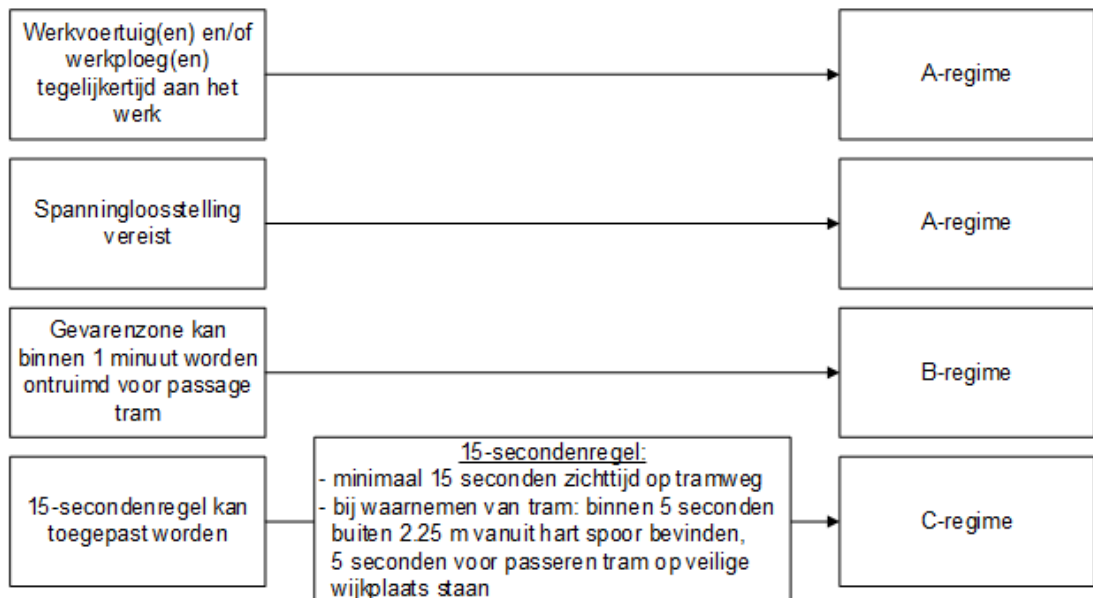 Werkvoertuig(en) en/of
werkploeg(en)
tegelijkertijd aan het
werk
A-regime
Spanningloosstelling
vereist
A-regime
Gevarenzone kan
binnen 1 minuut worden
ontruimd voor passage
tram
B-regime
15-secondenregel kan
toegepast worden
15-secondenregel:
- minimaal 15 seconden zichttijd op tramweg
- bij waarnemen van tram: binnen 5 seconden
buiten 2.25 m vanuit hart spoor bevinden,
5 seconden voor passeren tram op veilige
wijkplaats staan
C-regime